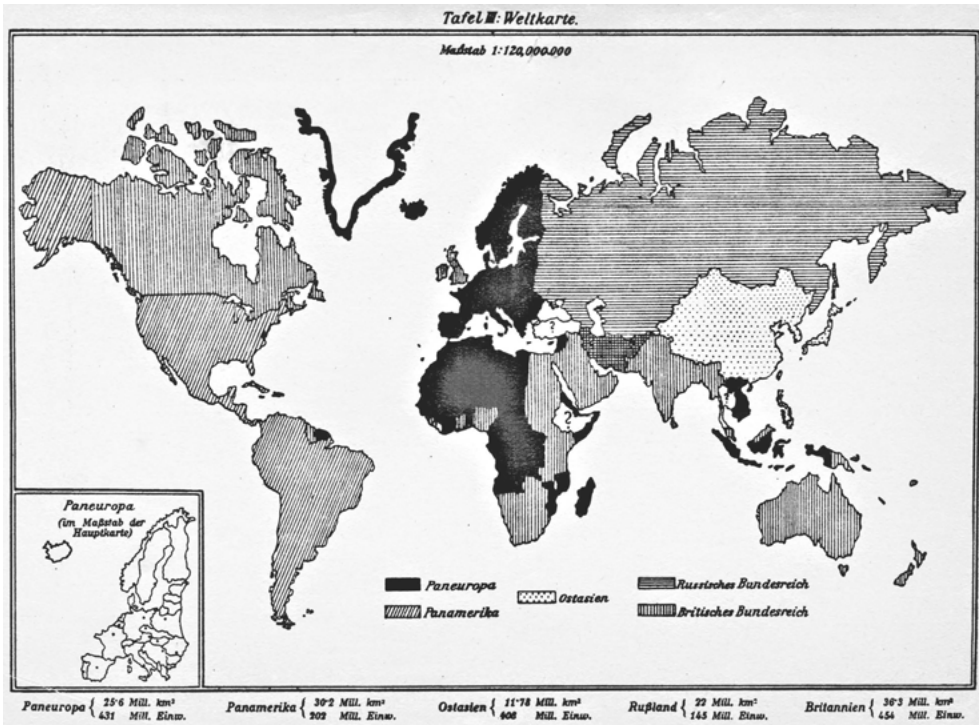 Tafel III: Weltkarte.
Maßstab 1:120,000.000
?
?
?
Paneuropa
(im Maßstab der
Hauptkarte)
Paneuropa
Panamerika
Ostasien
Russisches Bundesreich
Britisches Bundesreich
Paneuropa { 25·6 Mill. km²
431 Mill. Einw.
Panamerika { 30·2 Mill. km²
202 Mill. Einw.
Ostasien { 11·78 Mill. km²
408 Mill. Einw.
Rußland { 22 Mill. km²
145 Mill. Einw.
Britannien { 36·3 Mill. km²
454 Mill. Einw.